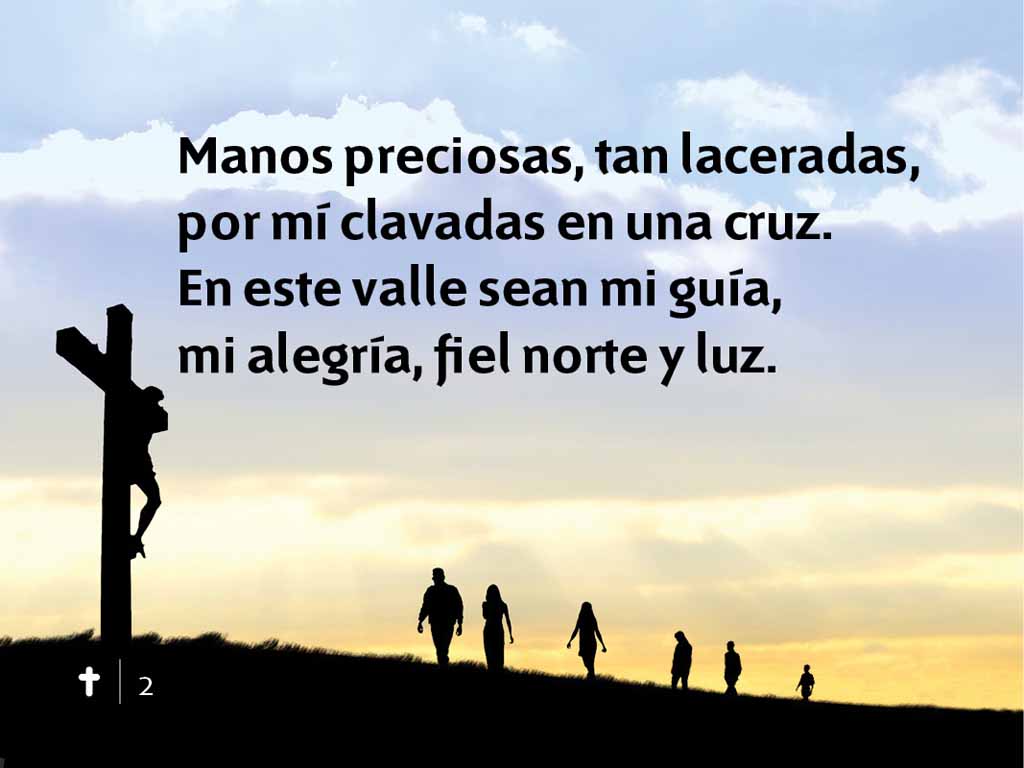 Manos preciosas, tan laceradas,
por mí clavadas en una cruz.
En este valle sean mi guía,
mi alegría, fiel norte y luz.
2